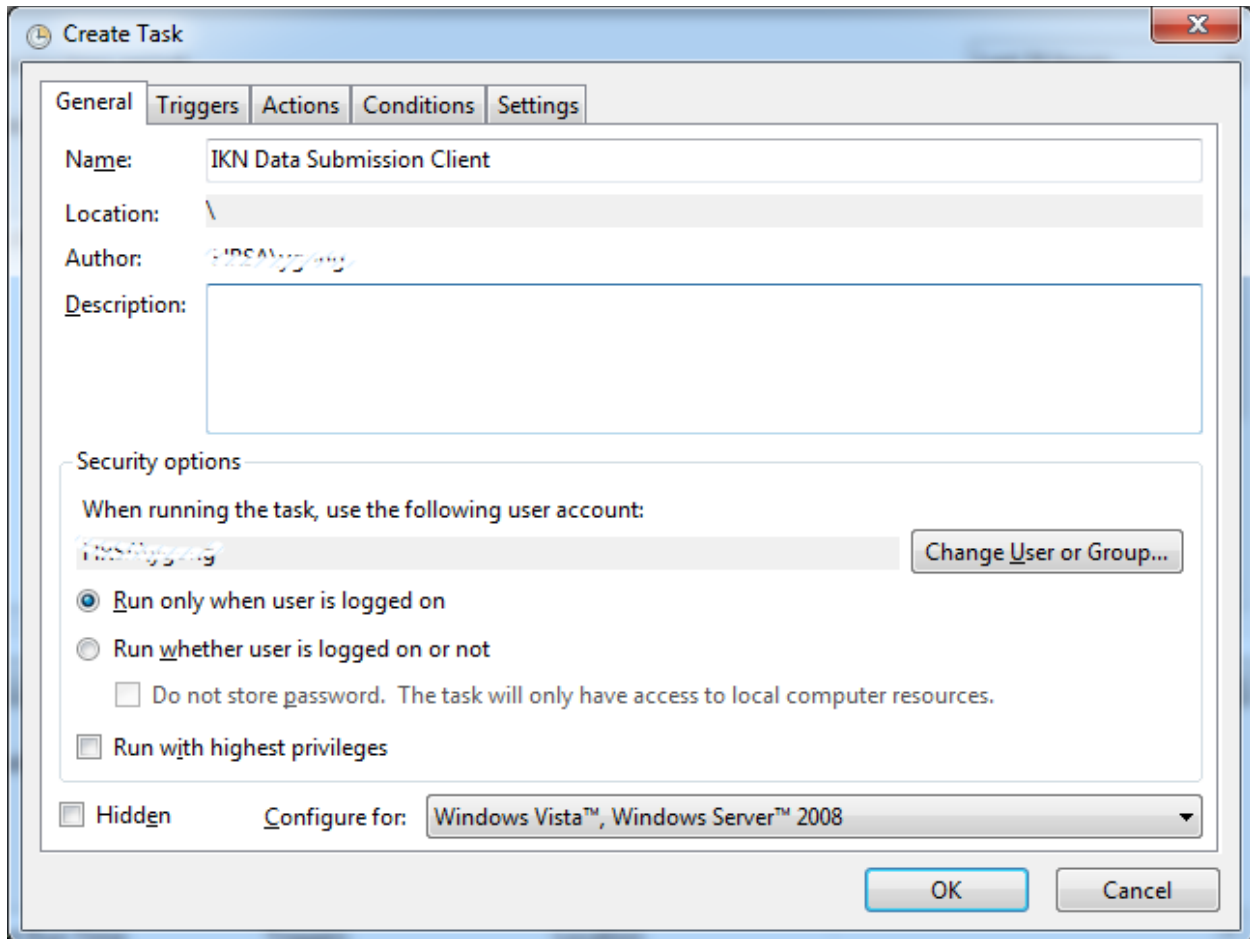 Create Task
General Triggers Actions Conditions Settings
Name: IKN Data Submission Client
Location: \
Author:
Description:
Security options
When running the task, use the following user account:
Change User or Group...
Run only when user is logged on
Run whether user is logged on or not
Do not store password. The task will only have access to local computer resources.
Run with highest privileges
Hidden Configure for: Windows Vista™, Windows Server™ 2008
OK Cancel